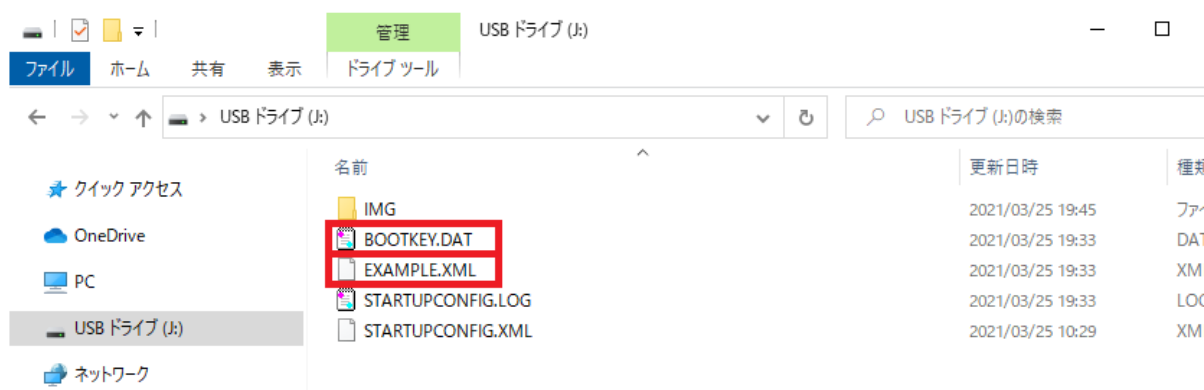 管理
USB ドライブ (J:)
ファイル
ホーム
共有
表示
ドライブ ツール
USB ドライブ (J:)
USB ドライブ (J:)の検索
クイック アクセス
OneDrive
PC
USB ドライブ (J:)
ネットワーク
名前
更新日時
IMG
2021/03/25 19:45
BOOTKEY.DAT
2021/03/25 19:33
DAT
EXAMPLE.XML
2021/03/25 19:33
XM
STARTUPCONFIG.LOG
2021/03/25 19:33
LOG
STARTUPCONFIG.XML
2021/03/25 10:29
XM